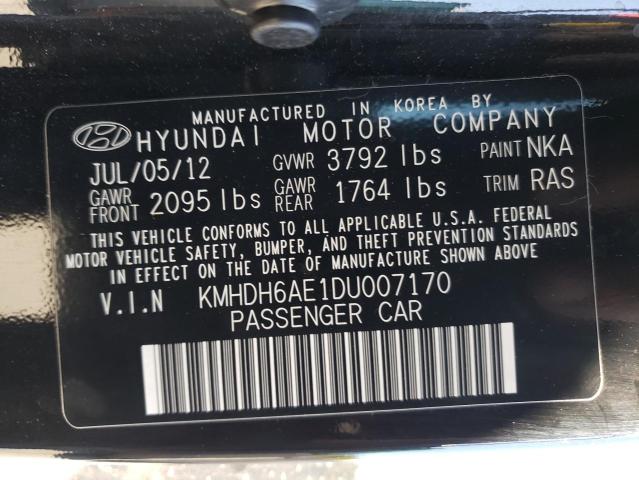 MANUFACTURED IN KOREA BY
HYUNDAI MOTOR COMPANY
JUL/05/12 GVWR 3792 lbs PAINT NKA
GAWR FRONT 2095 lbs GAWR REAR 1764 lbs TRIM RAS
THIS VEHICLE CONFORMS TO ALL APPLICABLE U.S.A. FEDERAL
MOTOR VEHICLE SAFETY, BUMPER, AND THEFT PREVENTION STANDARDS
IN EFFECT ON THE DATE OF MANUFACTURE SHOWN ABOVE
V.I.N KMHDH6AE1DU007170
PASSENGER CAR